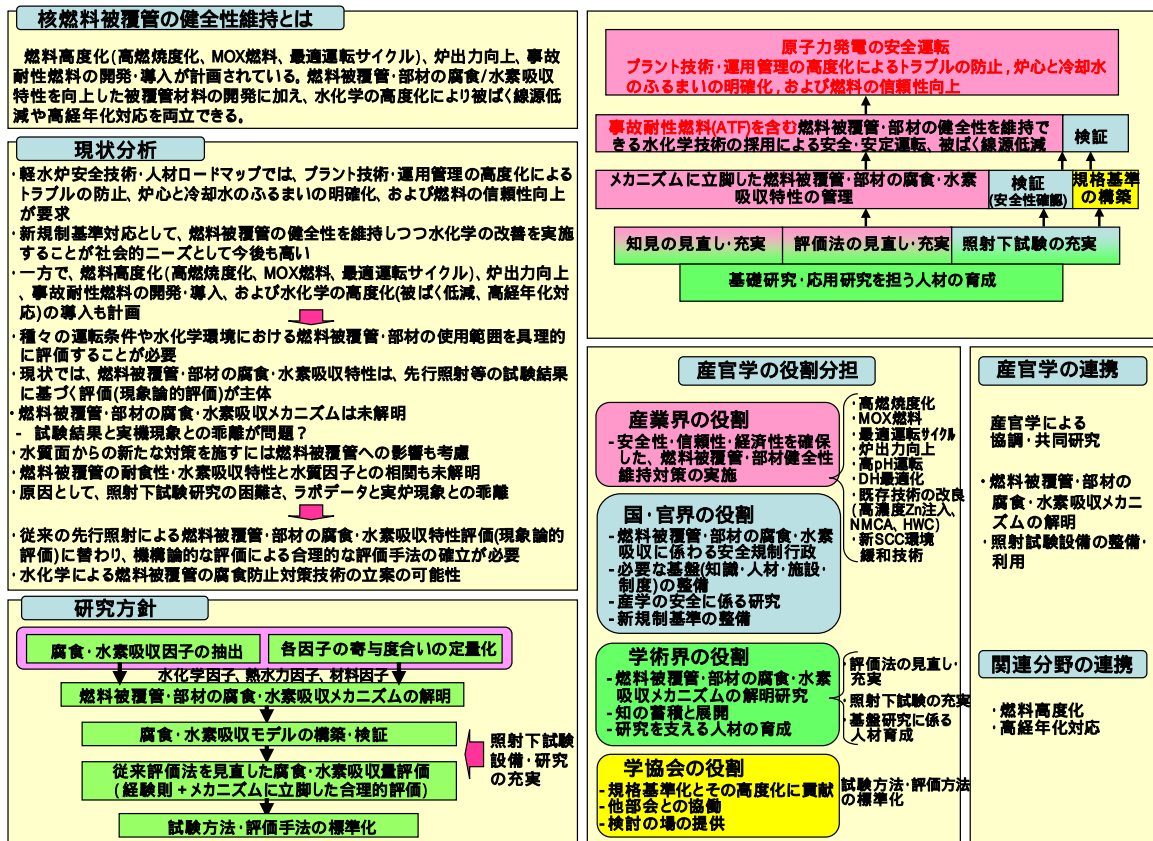 核燃料被覆管の健全性維持とは
燃料高度化(高燃焼度化、MOX燃料、最適運転サイクル)、炉出力向上、事故
耐性燃料の開発・導入が計画されている。燃料被覆管・部材の腐食/水素吸収
特性を向上した被覆管材料の開発に加え、水化学の高度化により被ばく線源低
減や高経年化対応を両立できる。
現状分析
・軽水炉安全技術・人材ロードマップでは、プラント技術・運用管理の高度化による
トラブルの防止、炉心と冷却水のふるまいの明確化、および燃料の信頼性向上
が要求
・新規制基準対応として、燃料被覆管の健全性を維持しつつ水化学の改善を実施
することが社会的ニーズとして今後も高い
・一方で、燃料高度化(高燃焼度化、MOX燃料、最適運転サイクル)、炉出力向上
、事故耐性燃料の開発・導入、および水化学の高度化(被ばく低減、高経年化対
応)の導入も計画
・種々の運転条件や水化学環境における燃料被覆管・部材の使用範囲を具理的
に評価することが必要
・現状では、燃料被覆管・部材の腐食・水素吸収特性は、先行照射等の試験結果
に基づく評価(現象論的評価)が主体
・燃料被覆管・部材の腐食・水素吸収メカニズムは未解明
- 試験結果と実機現象との乖離が問題?
・水質面からの新たな対策を施すには燃料被覆管への影響も考慮
・燃料被覆管の耐食性・水素吸収特性と水質因子との相関も未解明
・原因として、照射下試験研究の困難さ、ラボデータと実炉現象との乖離
・従来の先行照射による燃料被覆管・部材の腐食・水素吸収特性評価(現象論的
評価)に替わり、機構論的な評価による合理的な評価手法の確立が必要
・水化学による燃料被覆管の腐食防止対策技術の立案の可能性
研究方針
腐食・水素吸収因子の抽出
各因子の寄与度合いの定量化
水化学因子、熱水力因子、材料因子
燃料被覆管・部材の腐食・水素吸収メカニズムの解明
腐食・水素吸収モデルの構築・検証
従来評価法を見直した腐食・水素吸収量評価
(経験則+メカニズムに立脚した合理的評価)
試験方法・評価手法の標準化
照射下試験
設備・研究
の充実
原子力発電の安全運転
プラント技術・運用管理の高度化によるトラブルの防止,炉心と冷却水
のふるまいの明確化,および燃料の信頼性向上
事故耐性燃料(ATF)を含む燃料被覆管・部材の健全性を維持で
きる水化学技術の採用による安全・安定運転、被ばく線源低減
検証
メカニズムに立脚した燃料被覆管・部材の腐食・水素
吸収特性の管理
検証
(安全性確認)
規格基準
の構築
知見の見直し・充実
評価法の見直し・充実
照射下試験の充実
基礎研究・応用研究を担う人材の育成
産官学の役割分担
産業界の役割
-安全性・信頼性・経済性を確保
した、燃料被覆管・部材健全性
維持対策の実施
・高燃焼度化
・MOX燃料
・最適運転サイクル
・炉出力向上
・高pH運転
・DH最適化
・既存技術の改良
(高濃度Zn注入、
NMCA, HWC)
・新SCC環境
緩和技術
国・官界の役割
-燃料被覆管・部材の腐食・水素
吸収に係わる安全規制行政
-必要な基盤(知識・人材・施設・
制度)の整備
-産学の安全に係る研究
-新規制基準の整備
学術界の役割
-燃料被覆管・部材の腐食・水素
吸収メカニズムの解明研究
-知の蓄積と展開
-研究を支える人材の育成
・評価法の見直し・
充実
・照射下試験の充実
・基盤研究に係る
人材育成
学協会の役割
-規格基準化とその高度化に貢献
-他部会との協働
-検討の場の提供
試験方法・評価方法
の標準化
産官学の連携
産官学による
協調・共同研究
・燃料被覆管・部材の
腐食・水素吸収メカニ
ズムの解明
・照射試験設備の整備・
利用
関連分野の連携
・燃料高度化
・高経年化対応